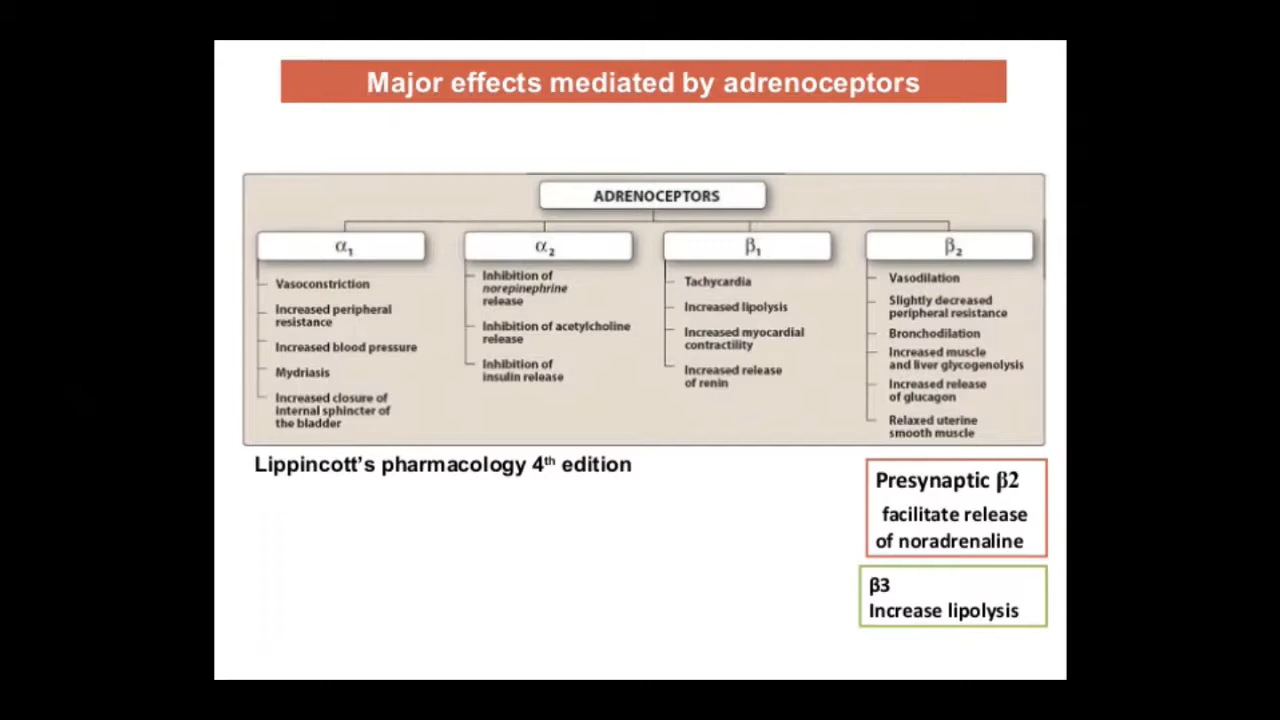 Major effects mediated by adrenoceptors
ADRENOCEPTORS
α₁
Vasoconstriction
Increased peripheral
resistance
Increased blood pressure
Mydriasis
Increased closure of
internal sphincter of
the bladder
α₂
Inhibition of
norepinephrine
release
Inhibition of acetylcholine
release
Inhibition of
insulin release
β₁
Tachycardia
Increased lipolysis
Increased myocardial
contractility
Increased release
of renin
β₂
Vasodilation
Slightly decreased
peripheral resistance
Bronchodilation
Increased muscle
and liver glycogenolysis
Increased release
of glucagon
Relaxed uterine
smooth muscle
Lippincott’s pharmacology 4th edition
Presynaptic β2
facilitate release
of noradrenaline
β3
Increase lipolysis